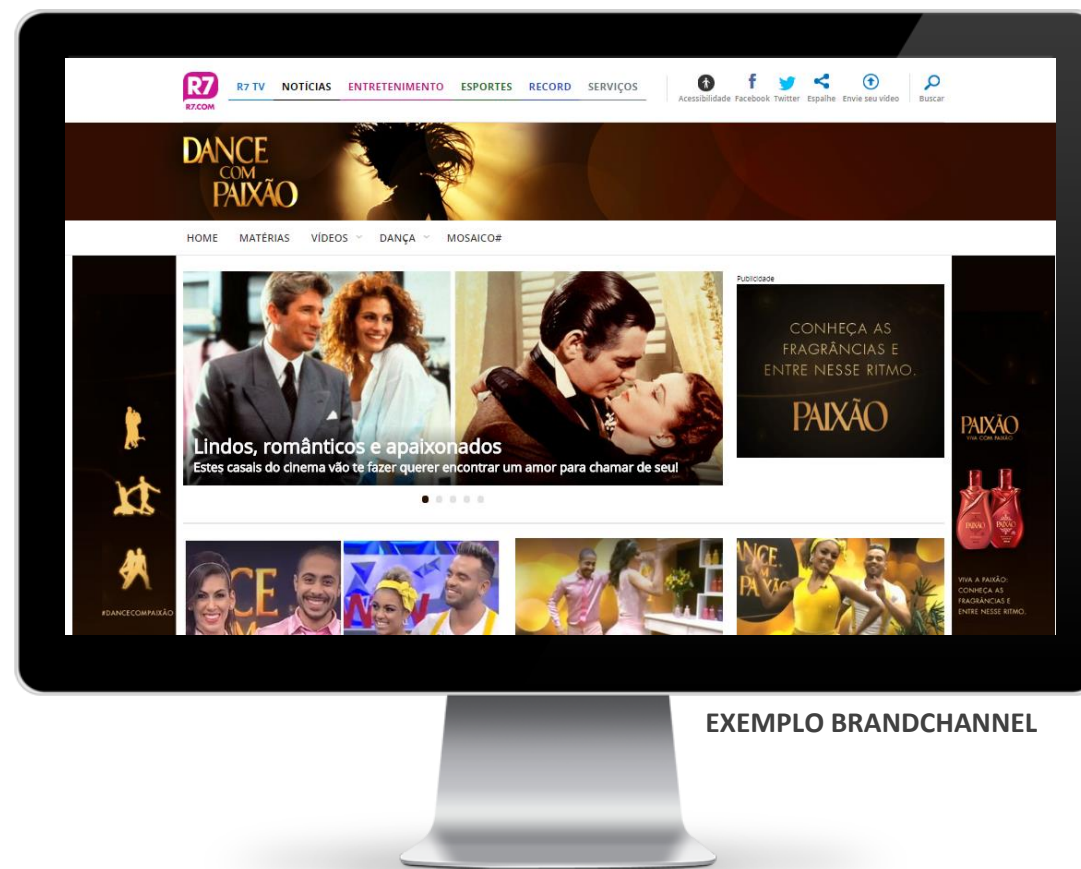 R7
R7.COM
R7 TV NOTÍCIAS ENTRETENIMENTO ESPORTES RECORD SERVIÇOS
Acessibilidade Facebook Twitter Espalhe Envie seu vídeo Buscar
DANCE
COM
PAIXÃO
HOME MATÉRIAS VÍDEOS DANÇA MOSAICO#
Publicidade
CONHEÇA AS
FRAGRÂNCIAS E
ENTRE NESSE RITMO.
PAIXÃO
Lindos, românticos e apaixonados
Estes casais do cinema vão te fazer querer encontrar um amor para chamar de seu!
#DANCECOMPAIXÃO
PAIXÃO
VIVA COM PAIXÃO
PAIXÃO PAIXÃO
VIVA A PAIXÃO:
CONHEÇA AS
FRAGRÂNCIAS E
ENTRE NESSE RITMO.
EXEMPLO BRANDCHANNEL